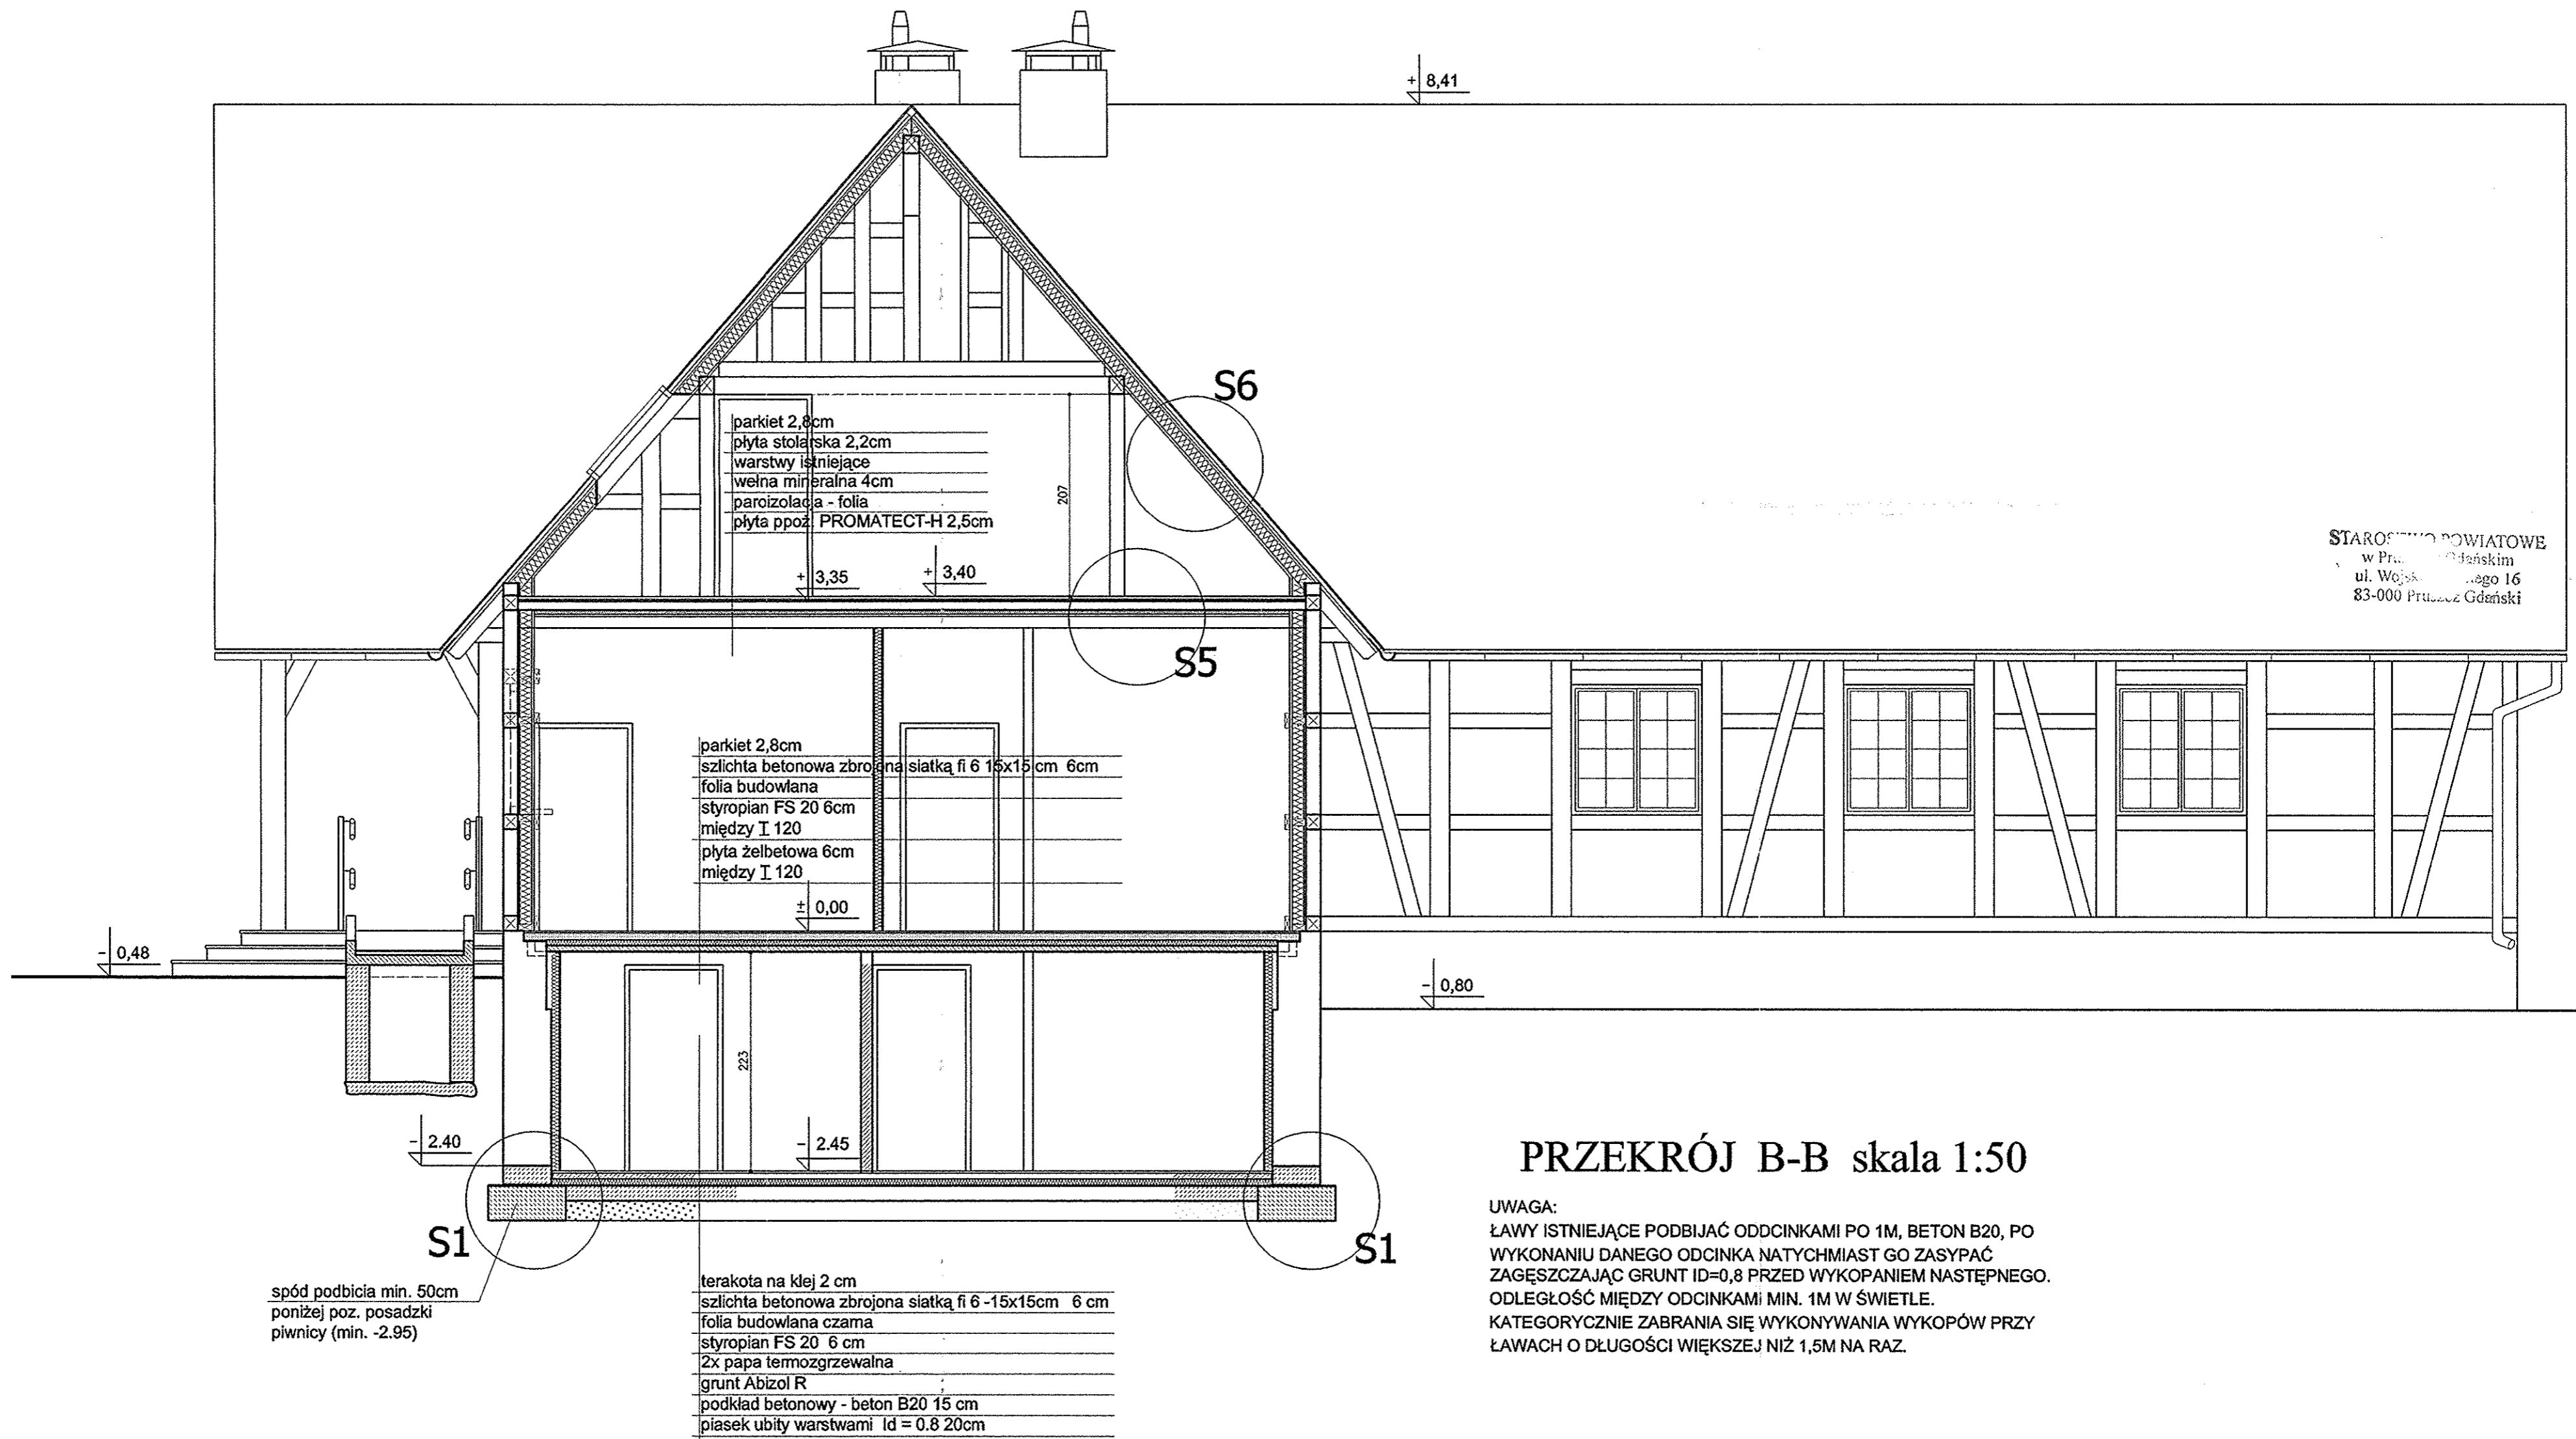 + 8,41
S6
parkiet 2,8cm
płyta stolarska 2,2cm
warstwy istniejące
wełna mineralna 4cm
paroizolacja - folia
płyta ppoż. PROMATECT-H 2,5cm
207
+ 3,35
+ 3,40
STAROSTWO POWIATOWE
w Gdańskim
ul. 16
83-000 Pruszcz Gdański
S5
parkiet 2,8cm
szlichta betonowa zbrojona siatką fi 6 15x15 cm 6cm
folia budowlana
styropian FS 20 6cm
między I 120
płyta żelbetowa 6cm
między I 120
± 0,00
- 0,48
- 0,80
223
- 2.40
- 2.45
S1
S1
spód podbicia min. 50cm
poniżej poz. posadzki
piwnicy (min. -2.95)
terakota na klej 2 cm
szlichta betonowa zbrojona siatką fi 6 -15x15cm 6 cm
folia budowlana czarna
styropian FS 20 6 cm
2x papa termozgrzewalna
grunt Abizol R
podkład betonowy - beton B20 15 cm
piasek ubity warstwami Id = 0.8 20cm
PRZEKRÓJ B-B skala 1:50
UWAGA:
ŁAWY ISTNIEJĄCE PODBIJAĆ ODDCINKAMI PO 1M, BETON B20, PO
WYKONANIU DANEGO ODCINKA NATYCHMIAST GO ZASYPAĆ
ZAGĘSZCZAJĄC GRUNT ID=0,8 PRZED WYKOPANIEM NASTĘPNEGO.
ODLEGŁOŚĆ MIĘDZY ODCINKAMI MIN. 1M W ŚWIETLE.
KATEGORYCZNIE ZABRANIA SIĘ WYKONYWANIA WYKOPÓW PRZY
ŁAWACH O DŁUGOŚCI WIĘKSZEJ NIŻ 1,5M NA RAZ.